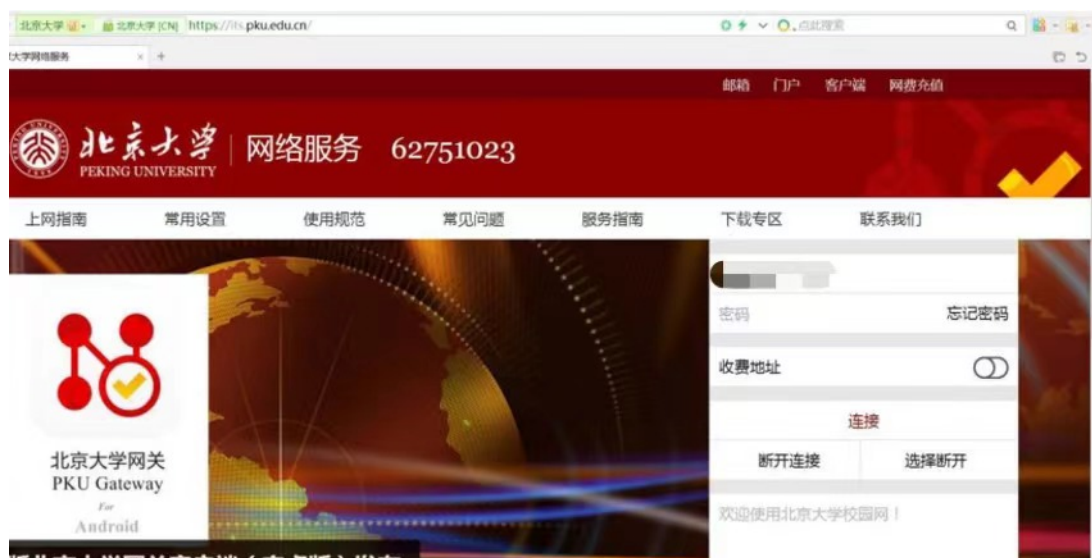 北京大学 北京大学 [CN] https://its.pku.edu.cn/ 点此搜索
大学网络服务 × +
邮箱 门户 客户端 网费充值
北京大学 网络服务 62751023
PEKING UNIVERSITY
上网指南 常用设置 使用规范 常见问题 服务指南 下载专区 联系我们
密码 忘记密码
收费地址
连接
断开连接 选择断开
欢迎使用北京大学校园网！
北京大学网关
PKU Gateway
For
Android